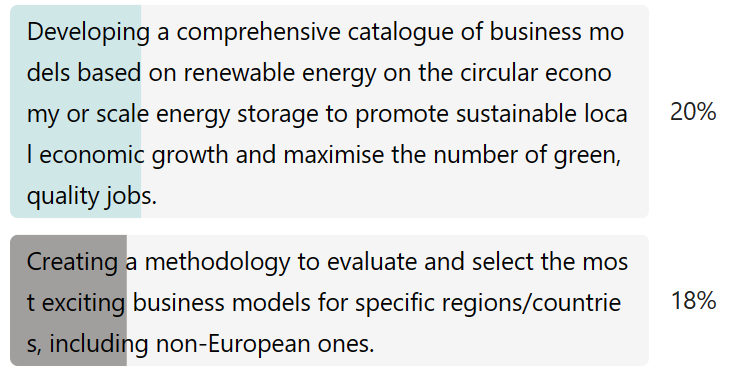 Developing a comprehensive catalogue of business mo
dels based on renewable energy on the circular econo
my or scale energy storage to promote sustainable loca
l economic growth and maximise the number of green,
quality jobs.
20%
Creating a methodology to evaluate and select the mos
t exciting business models for specific regions/countrie
s, including non-European ones.
18%